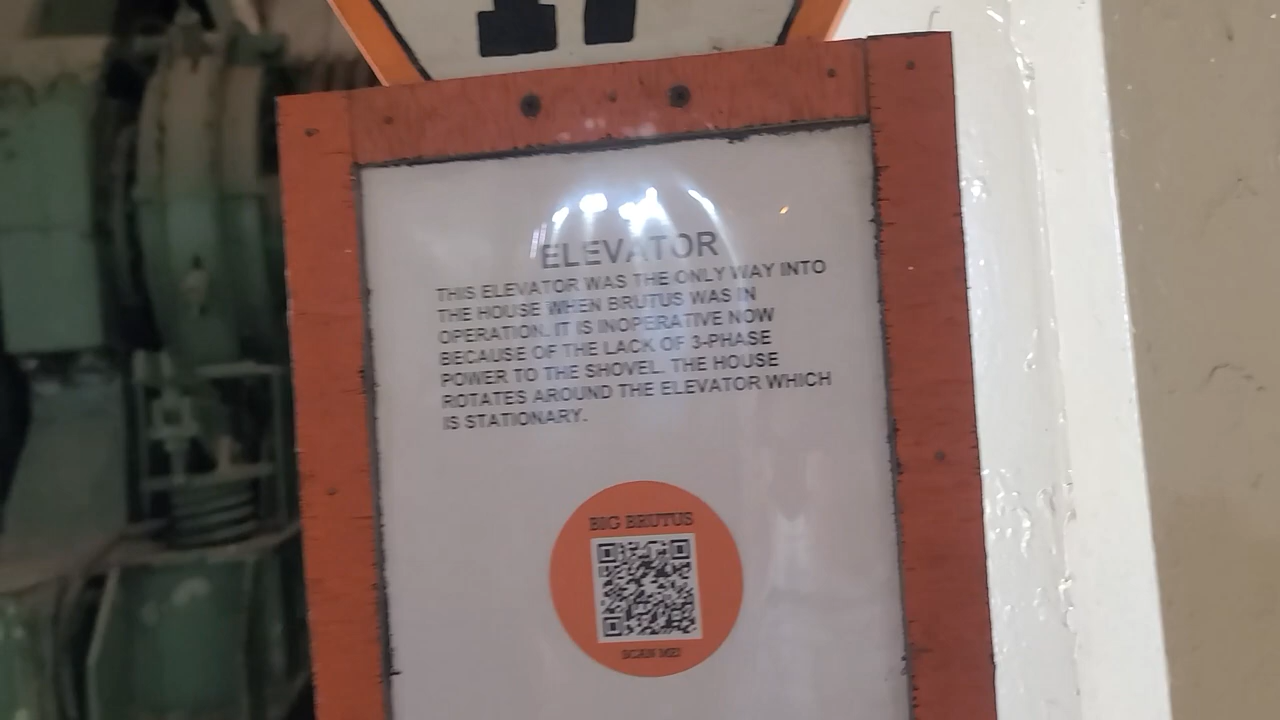 17
ELEVATOR
THIS ELEVATOR WAS THE ONLY WAY INTO
THE HOUSE WHEN BRUTUS WAS IN
OPERATION. IT IS INOPERATIVE NOW
BECAUSE OF THE LACK OF 3-PHASE
POWER TO THE SHOVEL. THE HOUSE
ROTATES AROUND THE ELEVATOR WHICH
IS STATIONARY.
BIG BRUTUS
SCAN ME!